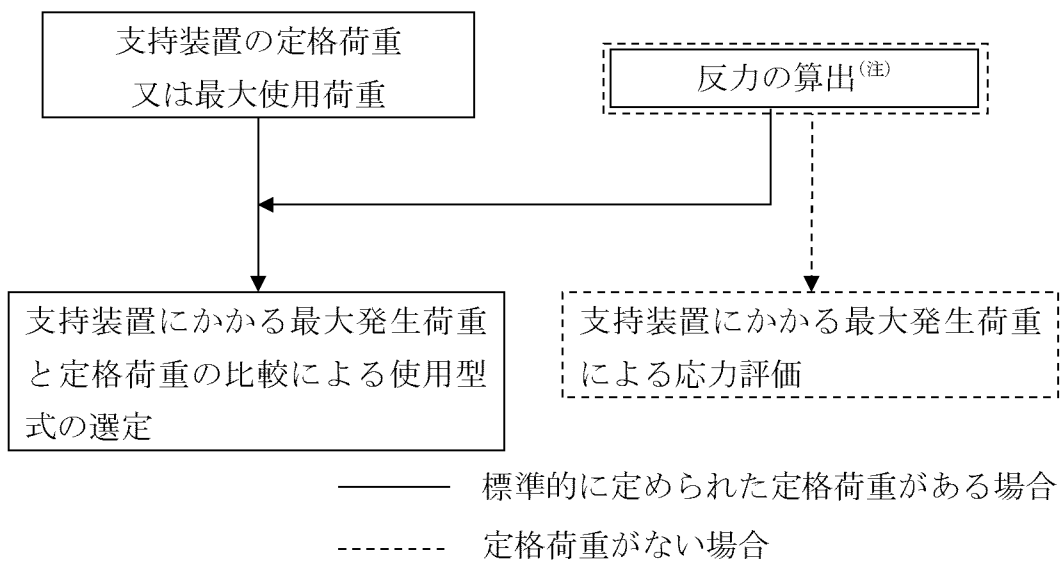 支持装置の定格荷重
又は最大使用荷重
反力の算出(注)
支持装置にかかる最大発生荷重
と定格荷重の比較による使用型
式の選定
支持装置にかかる最大発生荷重
による応力評価
標準的に定められた定格荷重がある場合
定格荷重がない場合